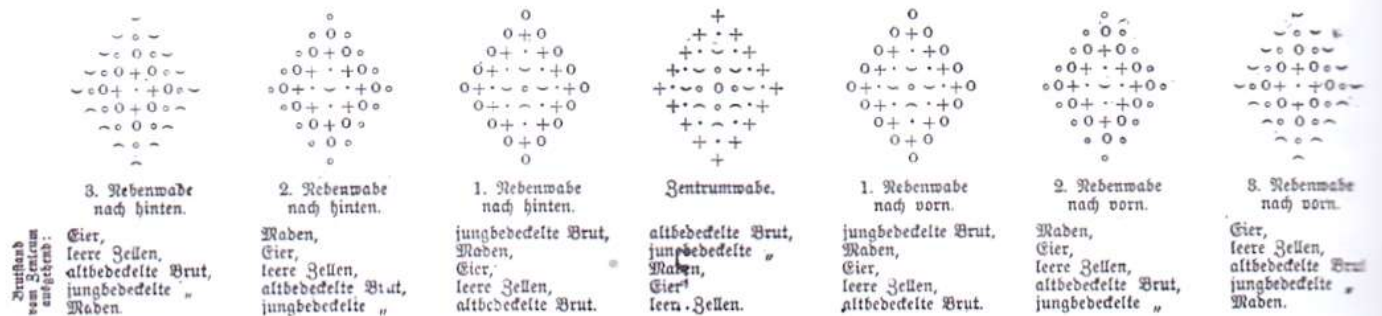 3. Nebenwabe
nach hinten.
Eier,
leere Zellen,
altbedeckelte Brut,
jungbedeckelte „
Maden.
2. Nebenwabe
nach hinten.
Maden,
Eier,
leere Zellen,
altbedeckelte Brut,
jungbedeckelte „
1. Nebenwabe
nach hinten.
jungbedeckelte Brut,
Maden,
Eier,
leere Zellen,
altbedeckelte Brut.
Zentrumwabe.
altbedeckelte Brut,
jungbedeckelte „
Maden,
Eier
leere Zellen.
1. Nebenwabe
nach vorn.
jungbedeckelte Brut.
Maden,
Eier,
leere Zellen,
altbedeckelte Brut.
2. Nebenwabe
nach vorn.
Maden,
Eier,
leere Zellen,
altbedeckelte Brut,
jungbedeckelte „
3. Nebenwabe
nach vorn.
Eier,
leere Zellen,
altbedeckelte Brut
jungbedeckelte „
Maden.
Brutstand
vom Zentrum
ausgehend: